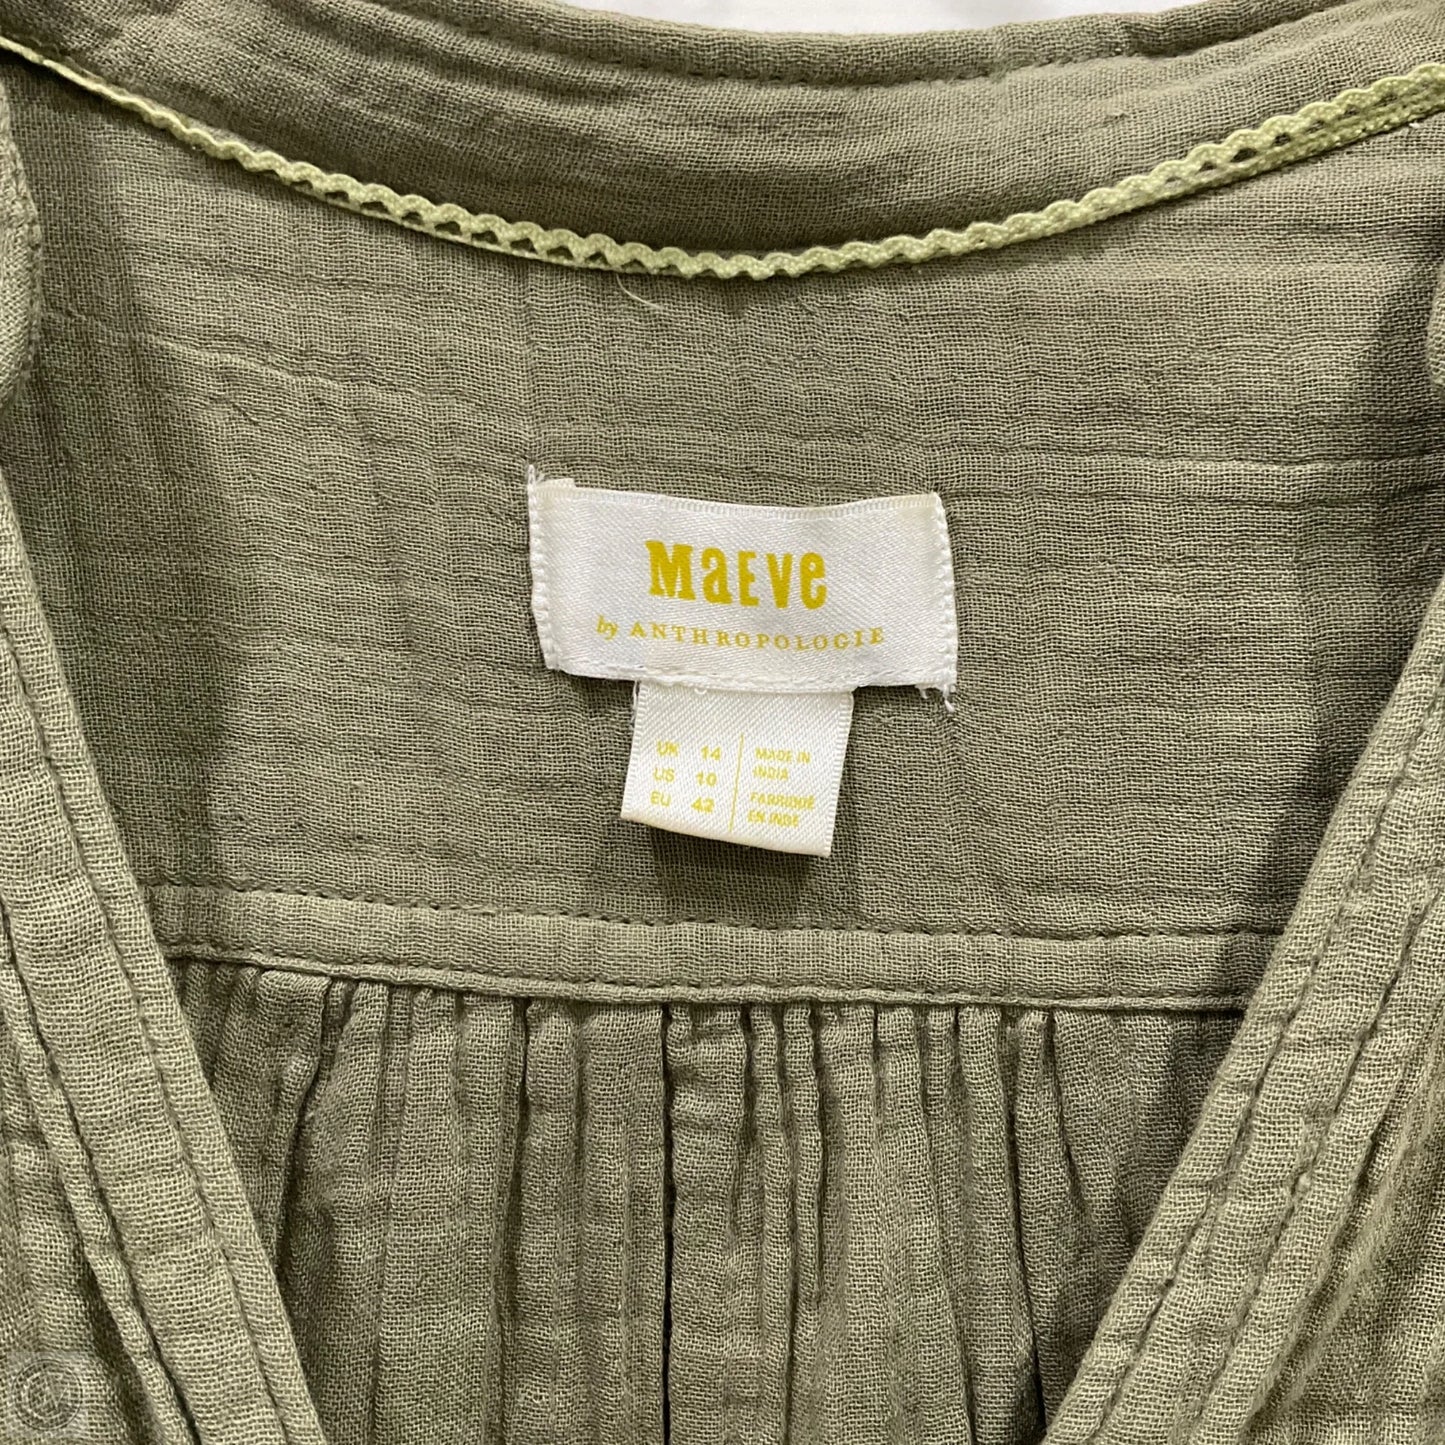 MaEve
by ANTHROPOLOGIE
UK 14
US 10
EU 42
MADE IN
INDIA
FABRIQUÉ
EN INDE